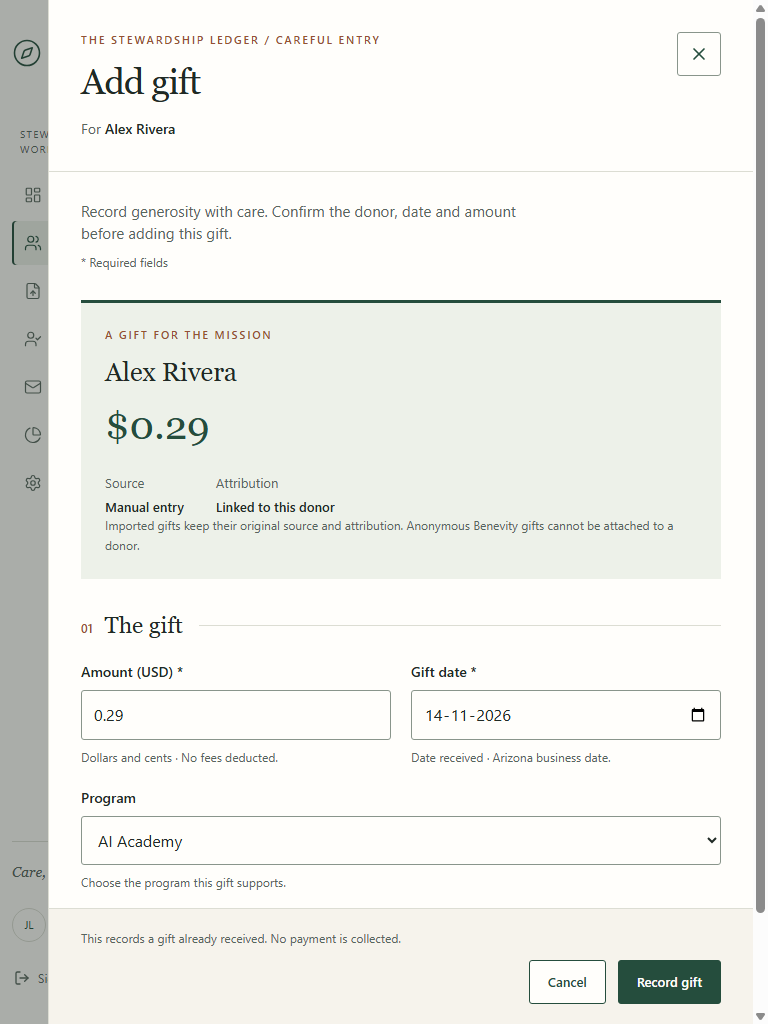 THE STEWARDSHIP LEDGER / CAREFUL ENTRY
Add gift
For Alex Rivera
STEW
WOR
Record generosity with care. Confirm the donor, date and amount
before adding this gift.
* Required fields
A GIFT FOR THE MISSION
Alex Rivera
$0.29
Source Attribution
Manual entry Linked to this donor
Imported gifts keep their original source and attribution. Anonymous Benevity gifts cannot be attached to a
donor.
01 The gift
Amount (USD) * Gift date *
0.29 14-11-2026
Dollars and cents · No fees deducted. Date received · Arizona business date.
Program
AI Academy
Choose the program this gift supports.
Care,
JL
Si
This records a gift already received. No payment is collected.
Cancel Record gift